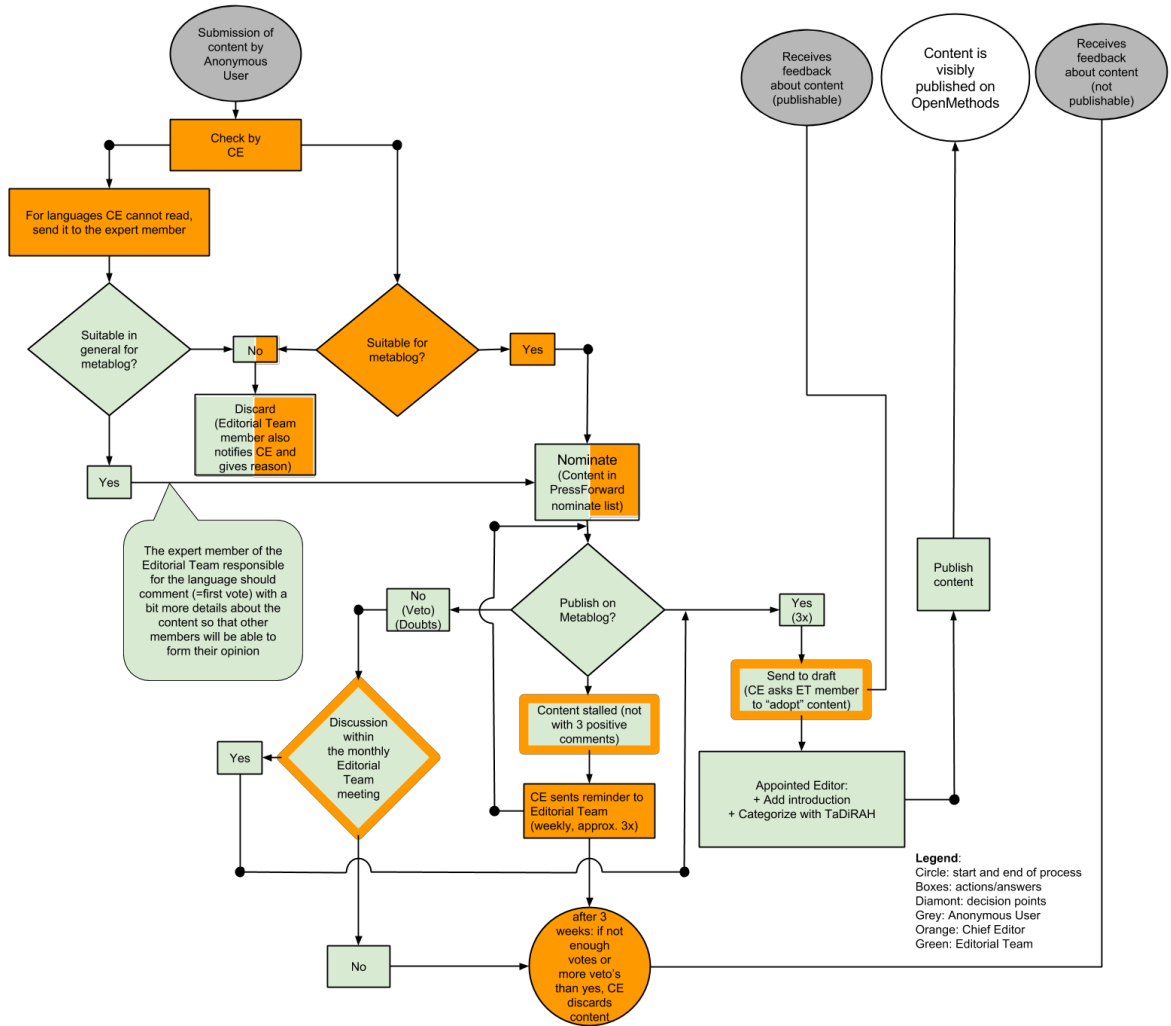 Submission of
content by
Anonymous
User
Receives
feedback
about content
(publishable)
Content is
visibly
published on
OpenMethods
Receives
feedback
about content
(not
publishable)
Check by
CE
For languages CE cannot read,
send it to the expert member
Suitable in
general for
metablog?
No
Suitable for
metablog?
Yes
Discard
(Editorial Team
member also
notifies CE and
gives reason)
Yes
Nominate
(Content in
PressForward
nominate list)
The expert member of the
Editorial Team responsible
for the language should
comment (=first vote) with a
bit more details about the
content so that other
members will be able to
form their opinion
No
(Veto)
(Doubts)
Publish on
Metablog?
Yes
(3x)
Publish
content
Send to draft
(CE asks ET member
to “adopt” content)
Content stalled (not
with 3 positive
comments)
Discussion
within
the monthly
Editorial
Team
meeting
Yes
CE sents reminder to
Editorial Team
(weekly, approx. 3x)
Appointed Editor:
+ Add introduction
+ Categorize with TaDiRAH
Legend:
Circle: start and end of process
Boxes: actions/answers
Diamont: decision points
Grey: Anonymous User
Orange: Chief Editor
Green: Editorial Team
No
after 3
weeks: if not
enough
votes or
more veto's
than yes, CE
discards
content